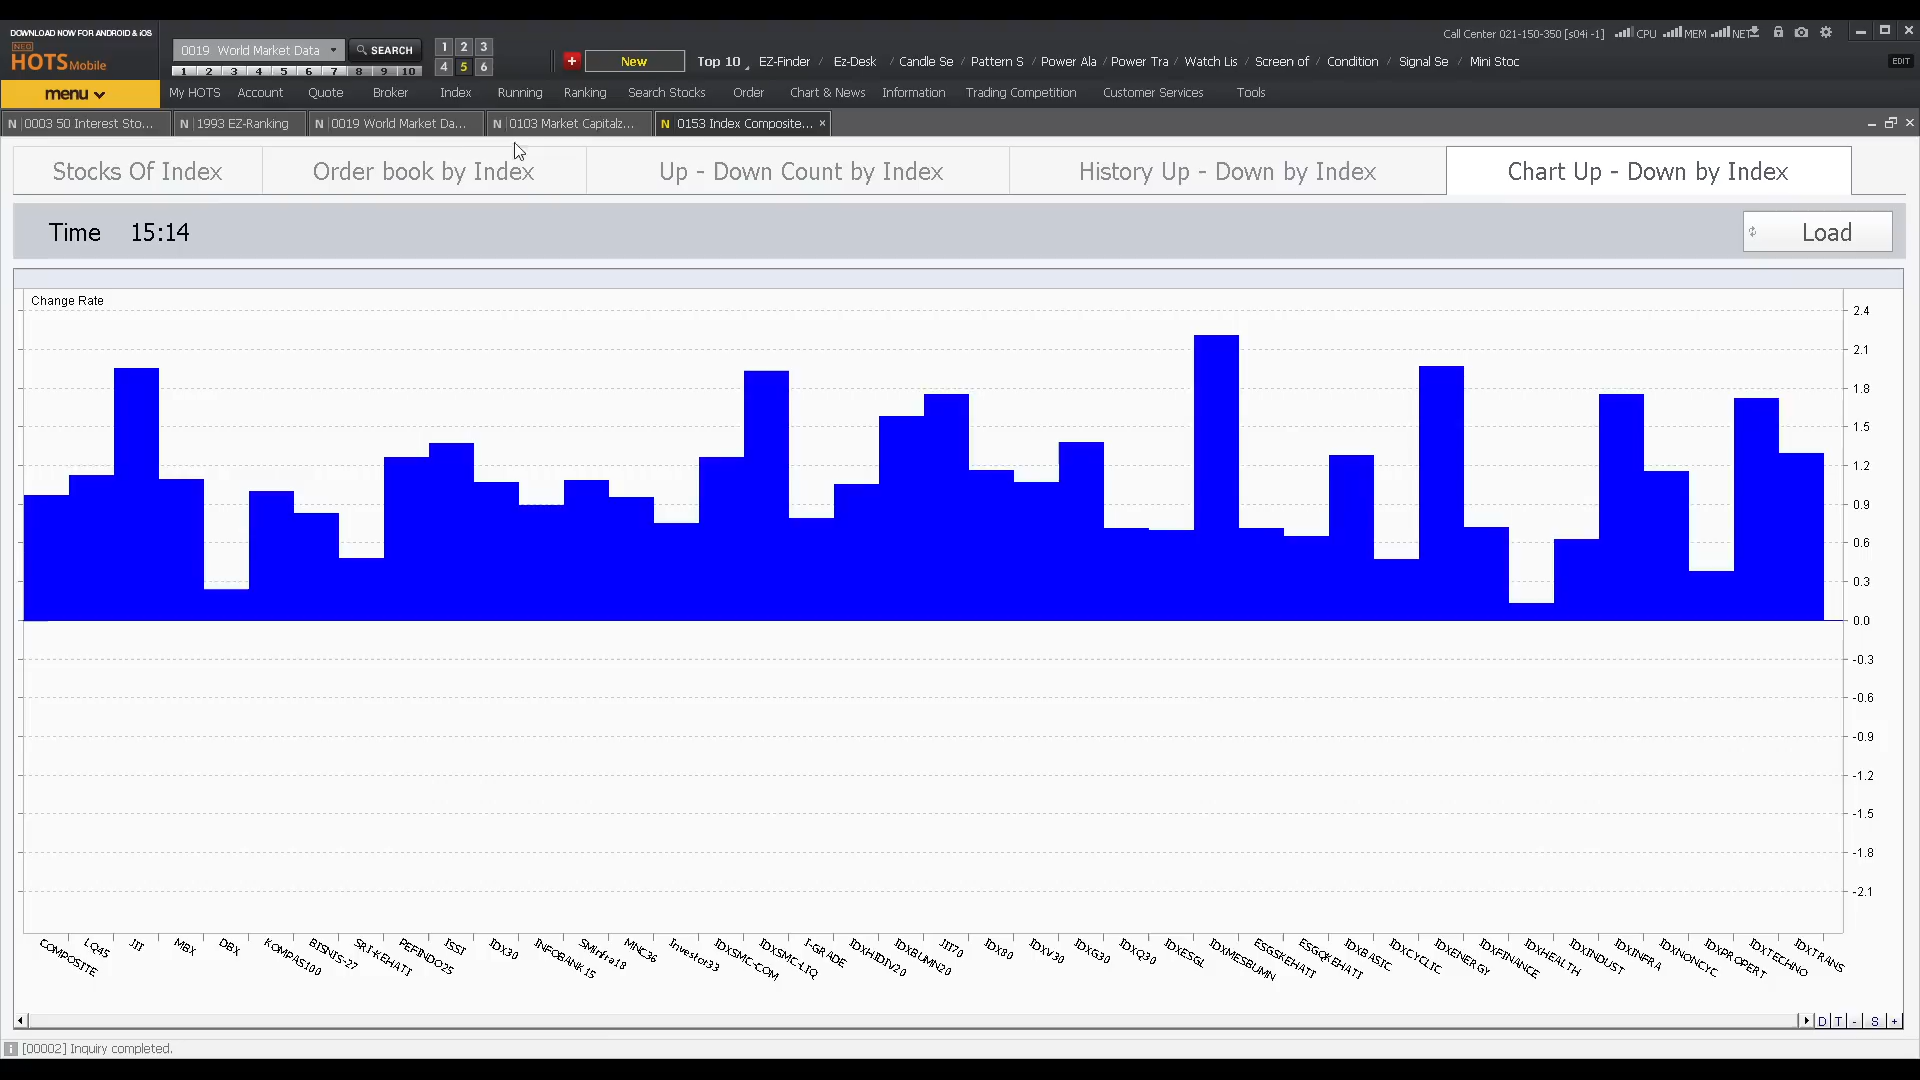 DOWNLOAD NOW FOR ANDROID & iOS
NEO
HOTS Mobile
menu
0019 World Market Data
SEARCH
1 2 3 4 5 6 7 8 9 10
1 2 3
4 5 6
New
Call Center 021-150-350 [s04i -1] CPU MEM NET
Top 10 EZ-Finder / Ez-Desk / Candle Se / Pattern S / Power Ala / Power Tra / Watch Lis / Screen of / Condition / Signal Se / Mini Stoc
EDIT
My HOTS Account Quote Broker Index Running Ranking Search Stocks Order Chart & News Information Trading Competition Customer Services Tools
N 0003 50 Interest Sto... N 1993 EZ-Ranking N 0019 World Market Da... N 0103 Market Capitalz... N 0153 Index Composite... ×
Stocks Of Index Order book by Index Up - Down Count by Index History Up - Down by Index Chart Up - Down by Index
Time 15:14
Load
Change Rate
2.4
2.1
1.8
1.5
1.2
0.9
0.6
0.3
0.0
-0.3
-0.6
-0.9
-1.2
-1.5
-1.8
-2.1
COMPOSITE
LQ45
JII
MBX
DBX
KOMPAS100
BISNIS-27
SRI-KEHATI
PEFINDO25
ISSI
IDX30
INFOBANK15
SMinfra18
MNC36
Investor33
IDXSMC-COM
IDXSMC-LIQ
I-GRADE
IDXHIDIV20
IDXBUMN20
JII70
IDX80
IDXV30
IDXG30
IDXQ30
IDXESGL
IDXMESBUMN
ESGSKEHATI
ESGQKEHATI
IDXBASIC
IDXCYCLIC
IDXENERGY
IDXFINANCE
IDXHEALTH
IDXINDUST
IDXINFRA
IDXNONCYC
IDXPROPERT
IDXTECHNO
IDXTRANS
D T - S +
[00002] Inquiry completed.